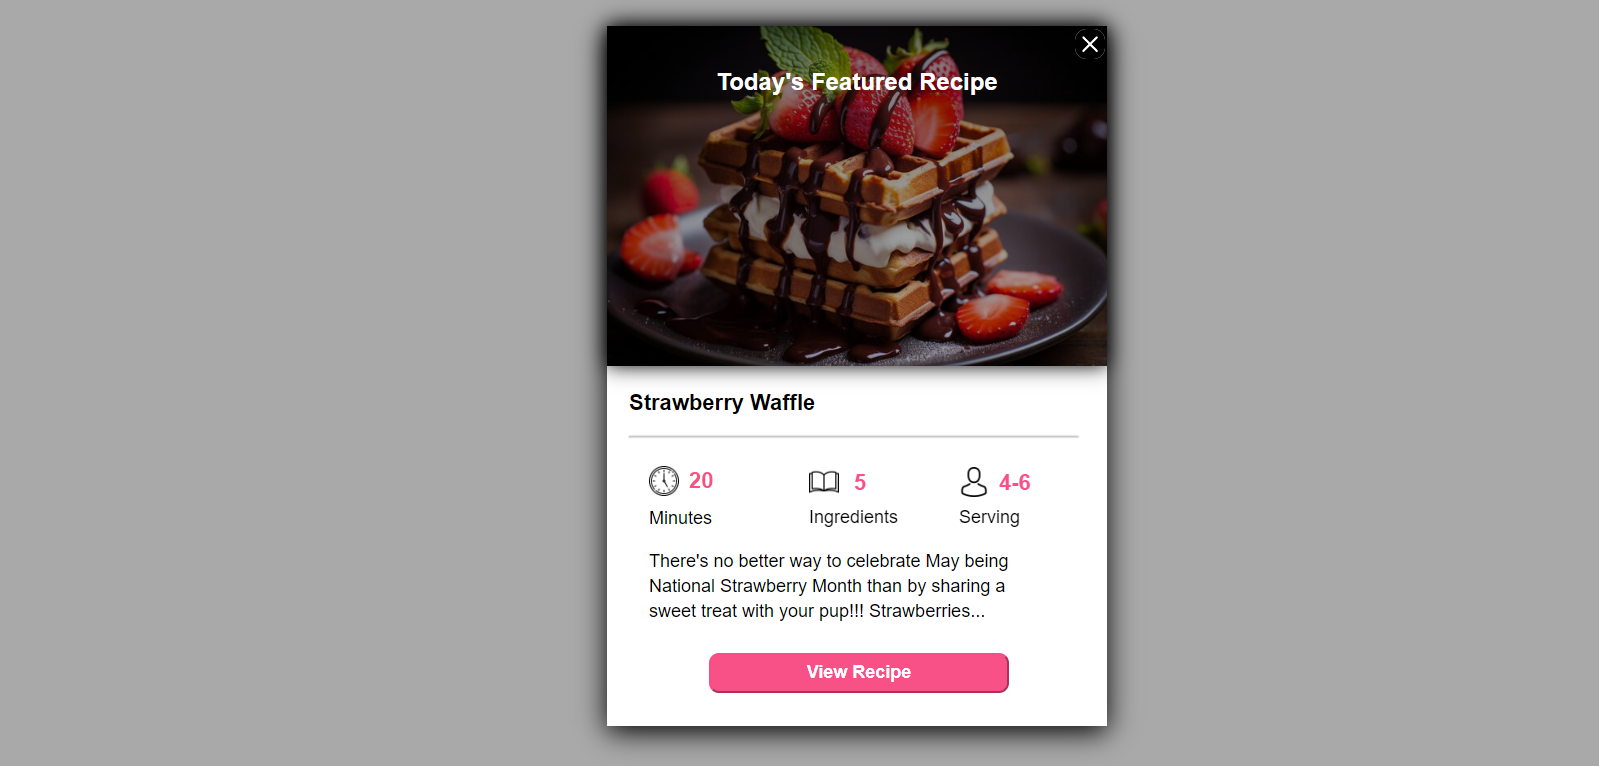 Today's Featured Recipe
Strawberry Waffle
20
Minutes
5
Ingredients
4-6
Serving
There's no better way to celebrate May being
National Strawberry Month than by sharing a
sweet treat with your pup!!! Strawberries...
View Recipe